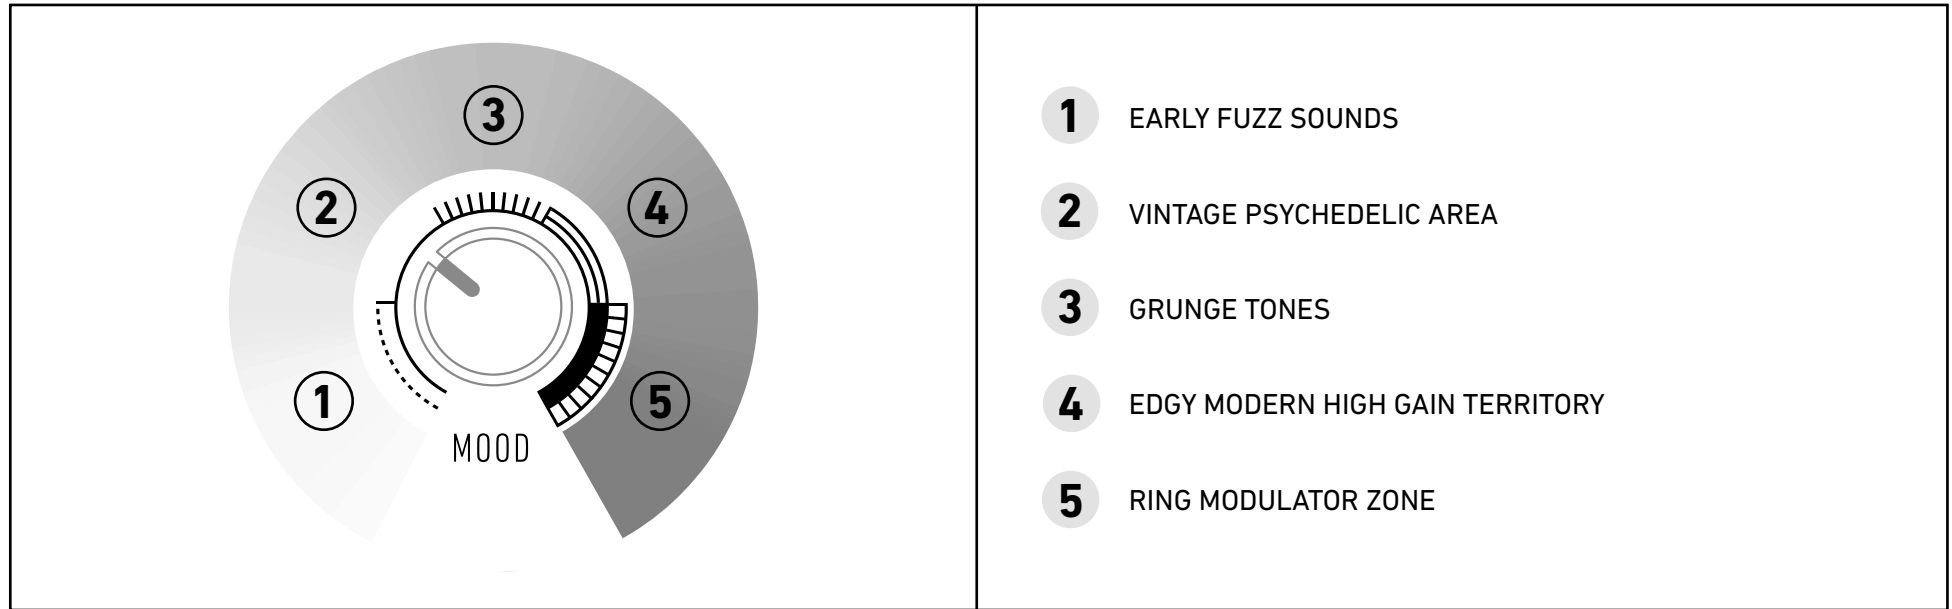 3
2
4
1
5
MOOD
1 EARLY FUZZ SOUNDS
2 VINTAGE PSYCHEDELIC AREA
3 GRUNGE TONES
4 EDGY MODERN HIGH GAIN TERRITORY
5 RING MODULATOR ZONE